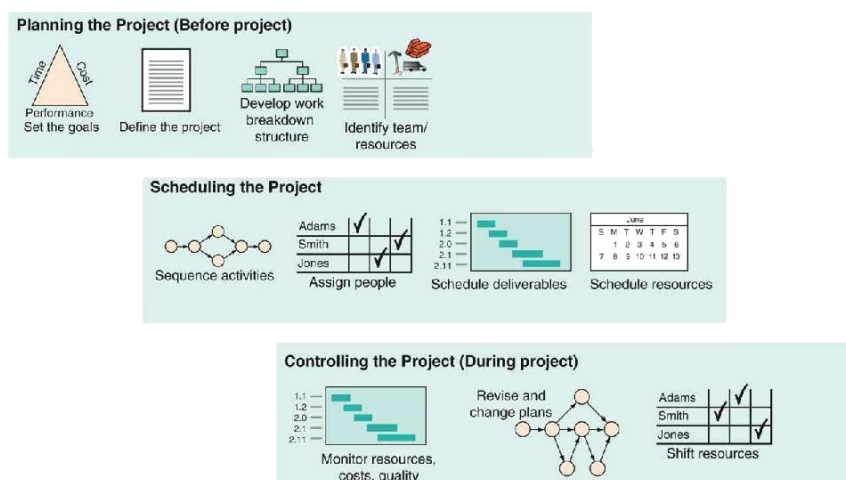 Planning the Project (Before project)
Time
Cost
Performance
Set the goals
Define the project
Develop work
breakdown
structure
Identify team/
resources
Scheduling the Project
Sequence activities
Adams
Smith
Jones
Assign people
1.1
1.2
2.0
2.1
2.11
Schedule deliverables
June
S M T W T F S
1 2 3 4 5 6
7 8 9 10 11 12 13
Schedule resources
Controlling the Project (During project)
1.1
1.2
2.0
2.1
2.11
Monitor resources,
costs, quality
Revise and
change plans
Adams
Smith
Jones
Shift resources